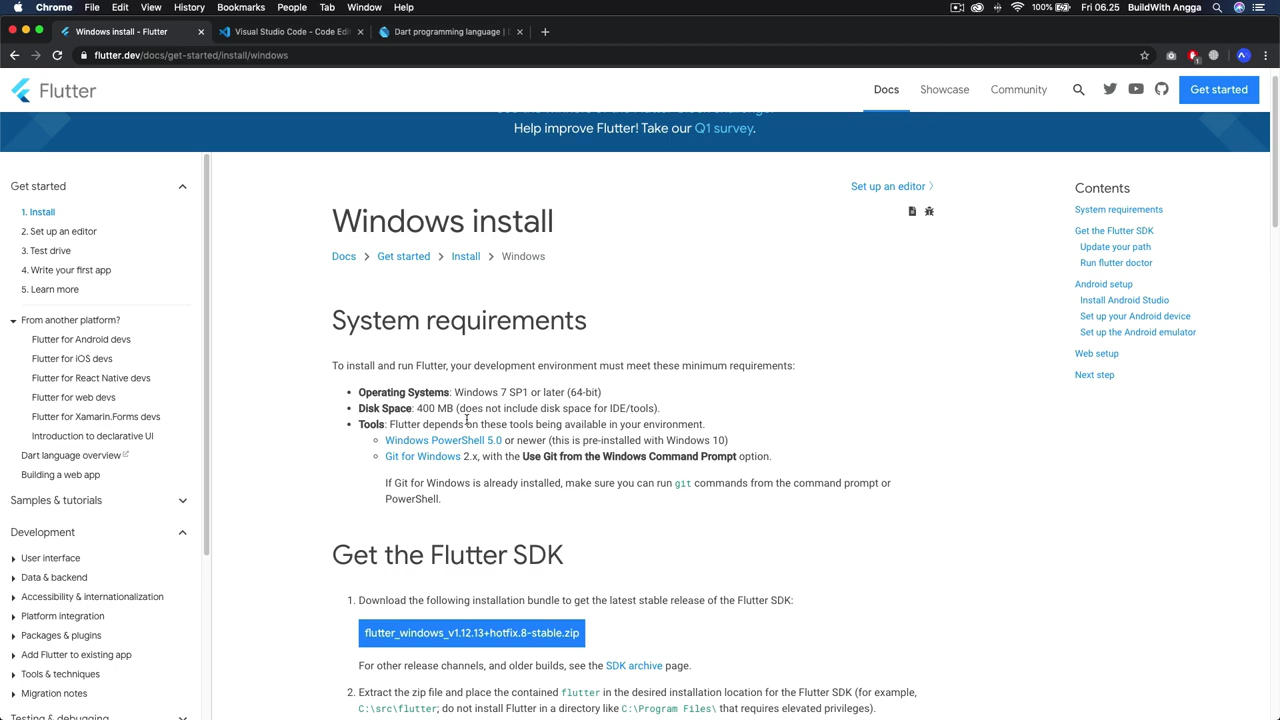 Chrome File Edit View History Bookmarks People Tab Window Help 100% Fri 06.25 BuildWith Angga
Windows install - Flutter
Visual Studio Code - Code Edi
Dart programming language |
flutter.dev/docs/get-started/install/windows
Flutter
Docs Showcase Community Get started
Help improve Flutter! Take our Q1 survey.
Get started
1. Install
2. Set up an editor
3. Test drive
4. Write your first app
5. Learn more
From another platform?
Flutter for Android devs
Flutter for iOS devs
Flutter for React Native devs
Flutter for web devs
Flutter for Xamarin.Forms devs
Introduction to declarative UI
Dart language overview
Building a web app
Samples & tutorials
Development
User interface
Data & backend
Accessibility & internationalization
Platform integration
Packages & plugins
Add Flutter to existing app
Tools & techniques
Migration notes
Testing & debugging
Set up an editor
Windows install
Docs > Get started > Install > Windows
System requirements
To install and run Flutter, your development environment must meet these minimum requirements:
• Operating Systems: Windows 7 SP1 or later (64-bit)
• Disk Space: 400 MB (does not include disk space for IDE/tools).
• Tools: Flutter depends on these tools being available in your environment.
Windows PowerShell 5.0 or newer (this is pre-installed with Windows 10)
Git for Windows 2.x, with the Use Git from the Windows Command Prompt option.
If Git for Windows is already installed, make sure you can run git commands from the command prompt or
PowerShell.
Get the Flutter SDK
1. Download the following installation bundle to get the latest stable release of the Flutter SDK:
flutter_windows_v1.12.13+hotfix.8-stable.zip
For other release channels, and older builds, see the SDK archive page.
2. Extract the zip file and place the contained flutter in the desired installation location for the Flutter SDK (for example,
C:\src\flutter; do not install Flutter in a directory like C:\Program Files\ that requires elevated privileges).
Contents
System requirements
Get the Flutter SDK
Update your path
Run flutter doctor
Android setup
Install Android Studio
Set up your Android device
Set up the Android emulator
Web setup
Next step